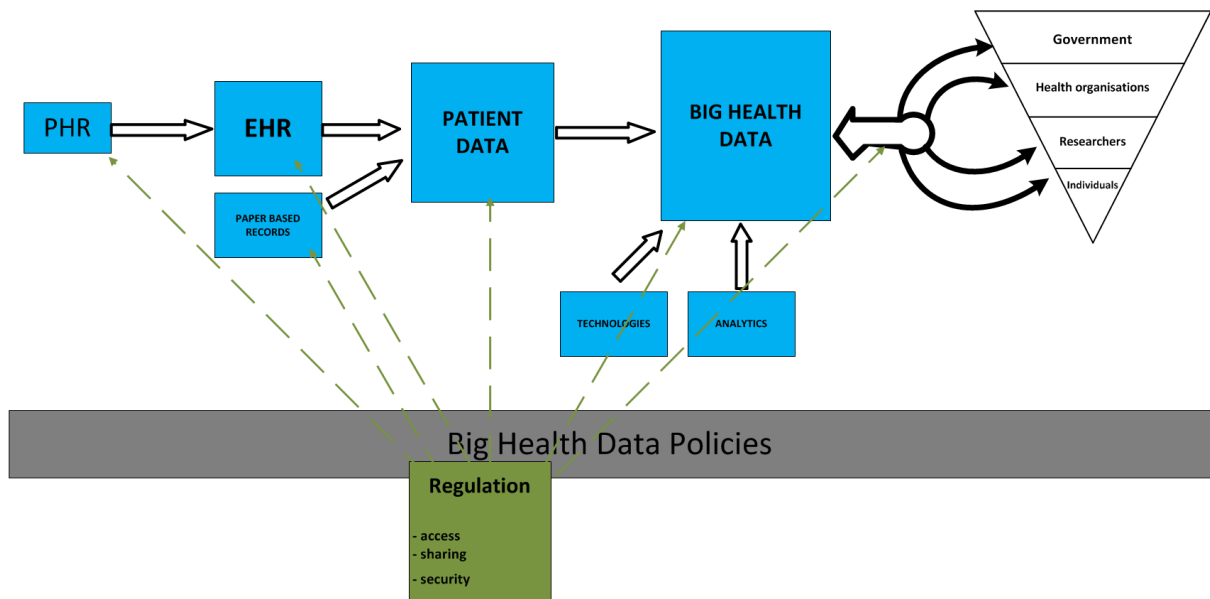 PHR
EHR
PAPER BASED
RECORDS
PATIENT
DATA
BIG HEALTH
DATA
TECHNOLOGIES
ANALYTICS
Government
Health organisations
Researchers
Individuals
Big Health Data Policies
Regulation
- access
- sharing
- security